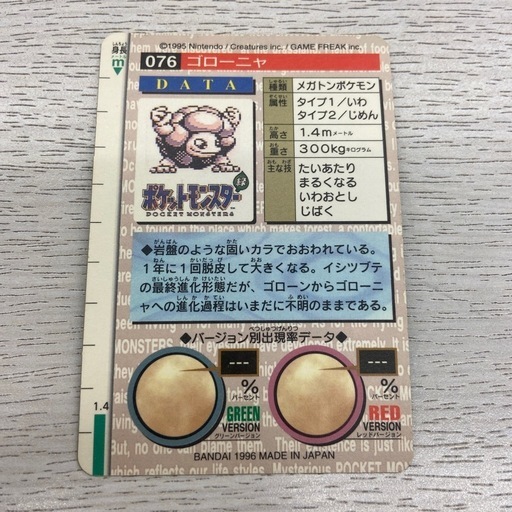 ©1995 Nintendo / Creatures inc. / GAME FREAK inc.
身長
m
076 ゴローニャ
DATA
種類 メガトンポケモン
属性 タイプ1/いわ
タイプ2/じめん
高さ 1.4mメートル
重さ 300kgキログラム
主な技 たいあたり
まるくなる
いわおとし
じばく
ポケットモンスター 緑
POCKET MONSTERS
◆岩盤のような固いカラでおおわれている。
1年に1回脱皮して大きくなる。イシツブテ
の最終進化形態だが、ゴローンからゴローニ
ャへの進化過程はいまだに不明のままである。
◆バージョン別出現率データ◆
--- %
パーセント
GREEN
VERSION
グリーンバージョン
--- %
パーセント
RED
VERSION
レッドバージョン
1.4
BANDAI 1996 MADE IN JAPAN
which reflect our life styles. Mysterious POCKET MO